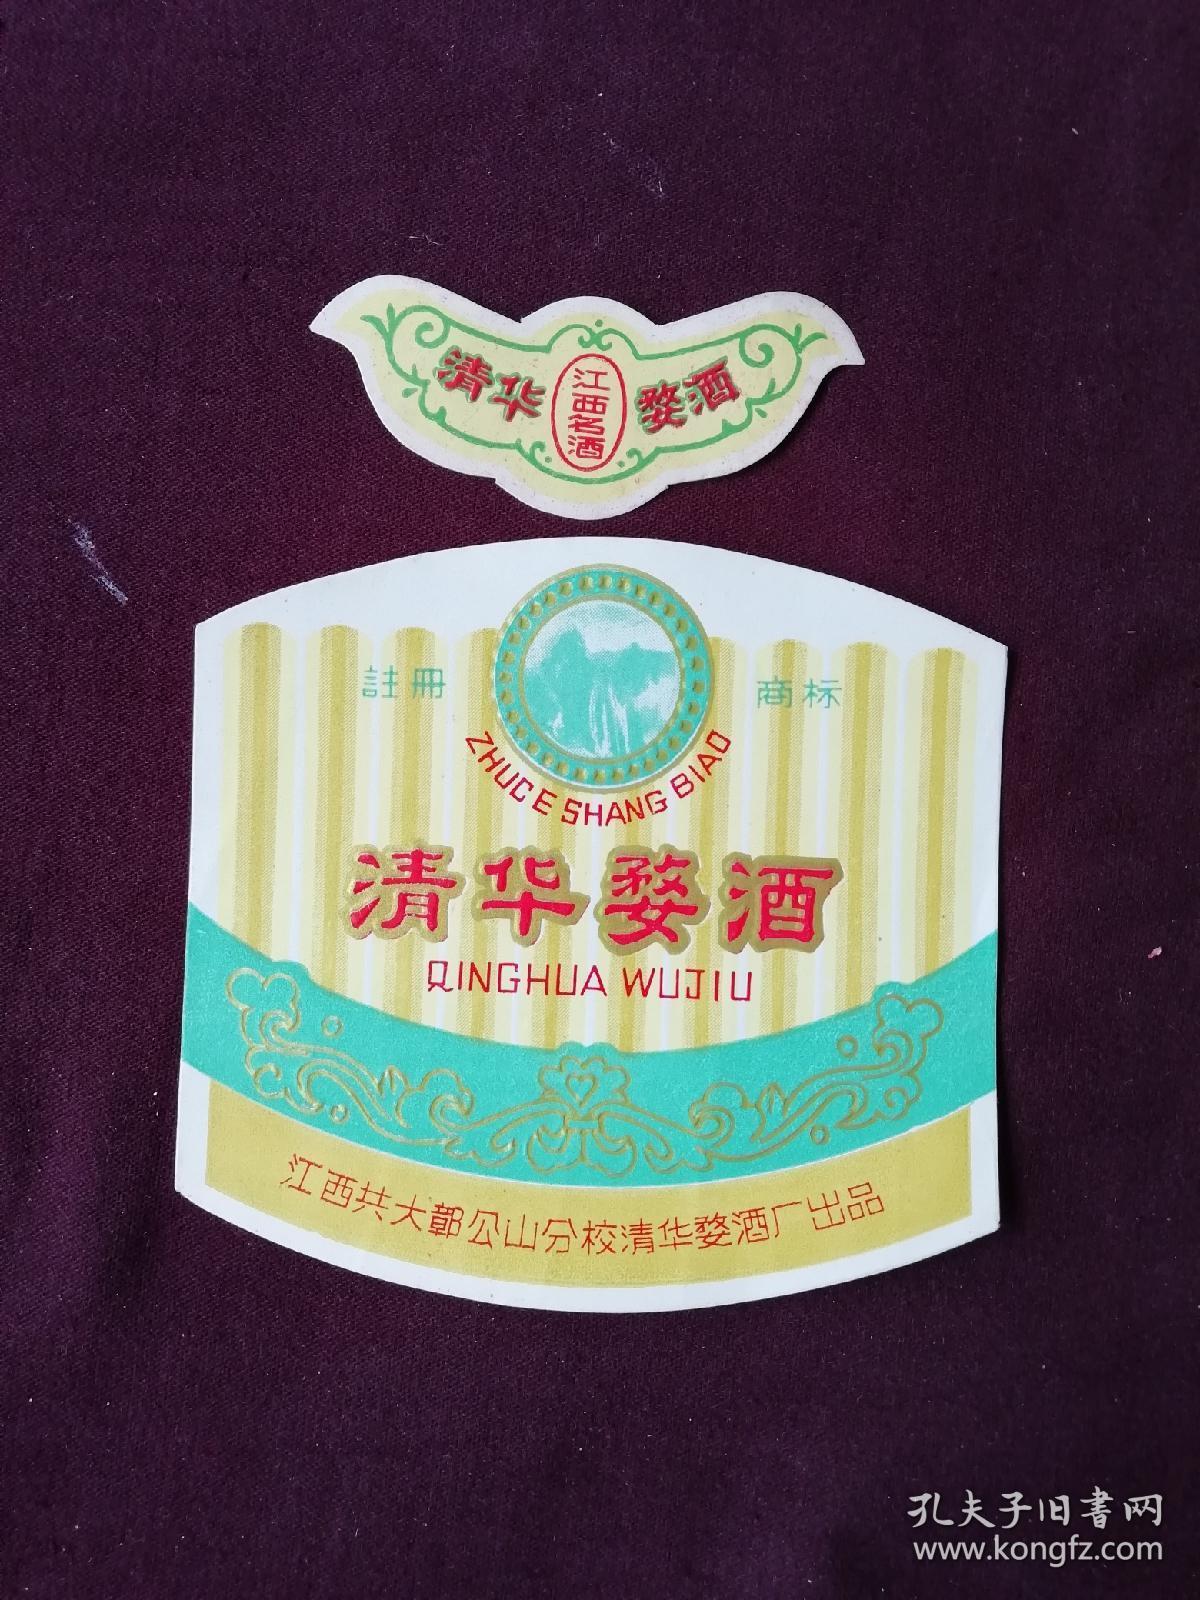 清华 江西名酒 婺酒
註冊 商标
ZHUCE SHANG BIAO
清华婺酒
QINGHUA WUJIU
江西共大鄣公山分校清华婺酒厂出品
孔夫子旧书网
www.kongfz.com